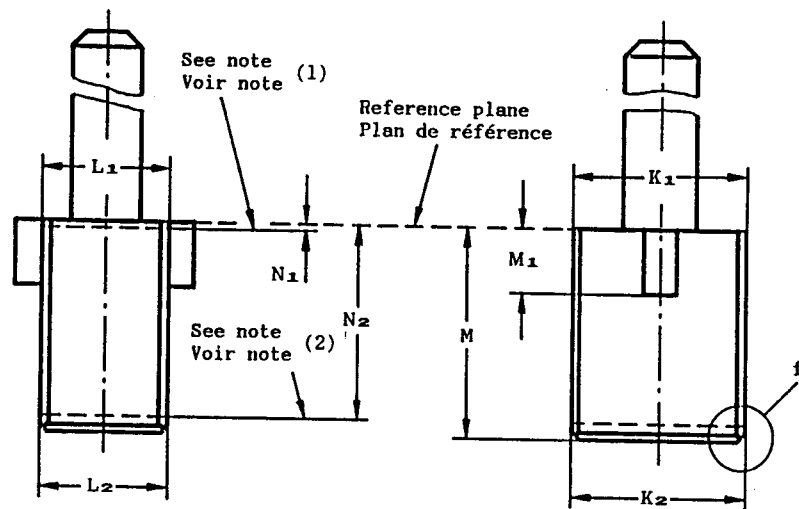 See note (1)
Voir note
Reference plane
Plan de référence
L1
K1
N1
M1
N2
See note (2)
Voir note
M
f
L2
K2